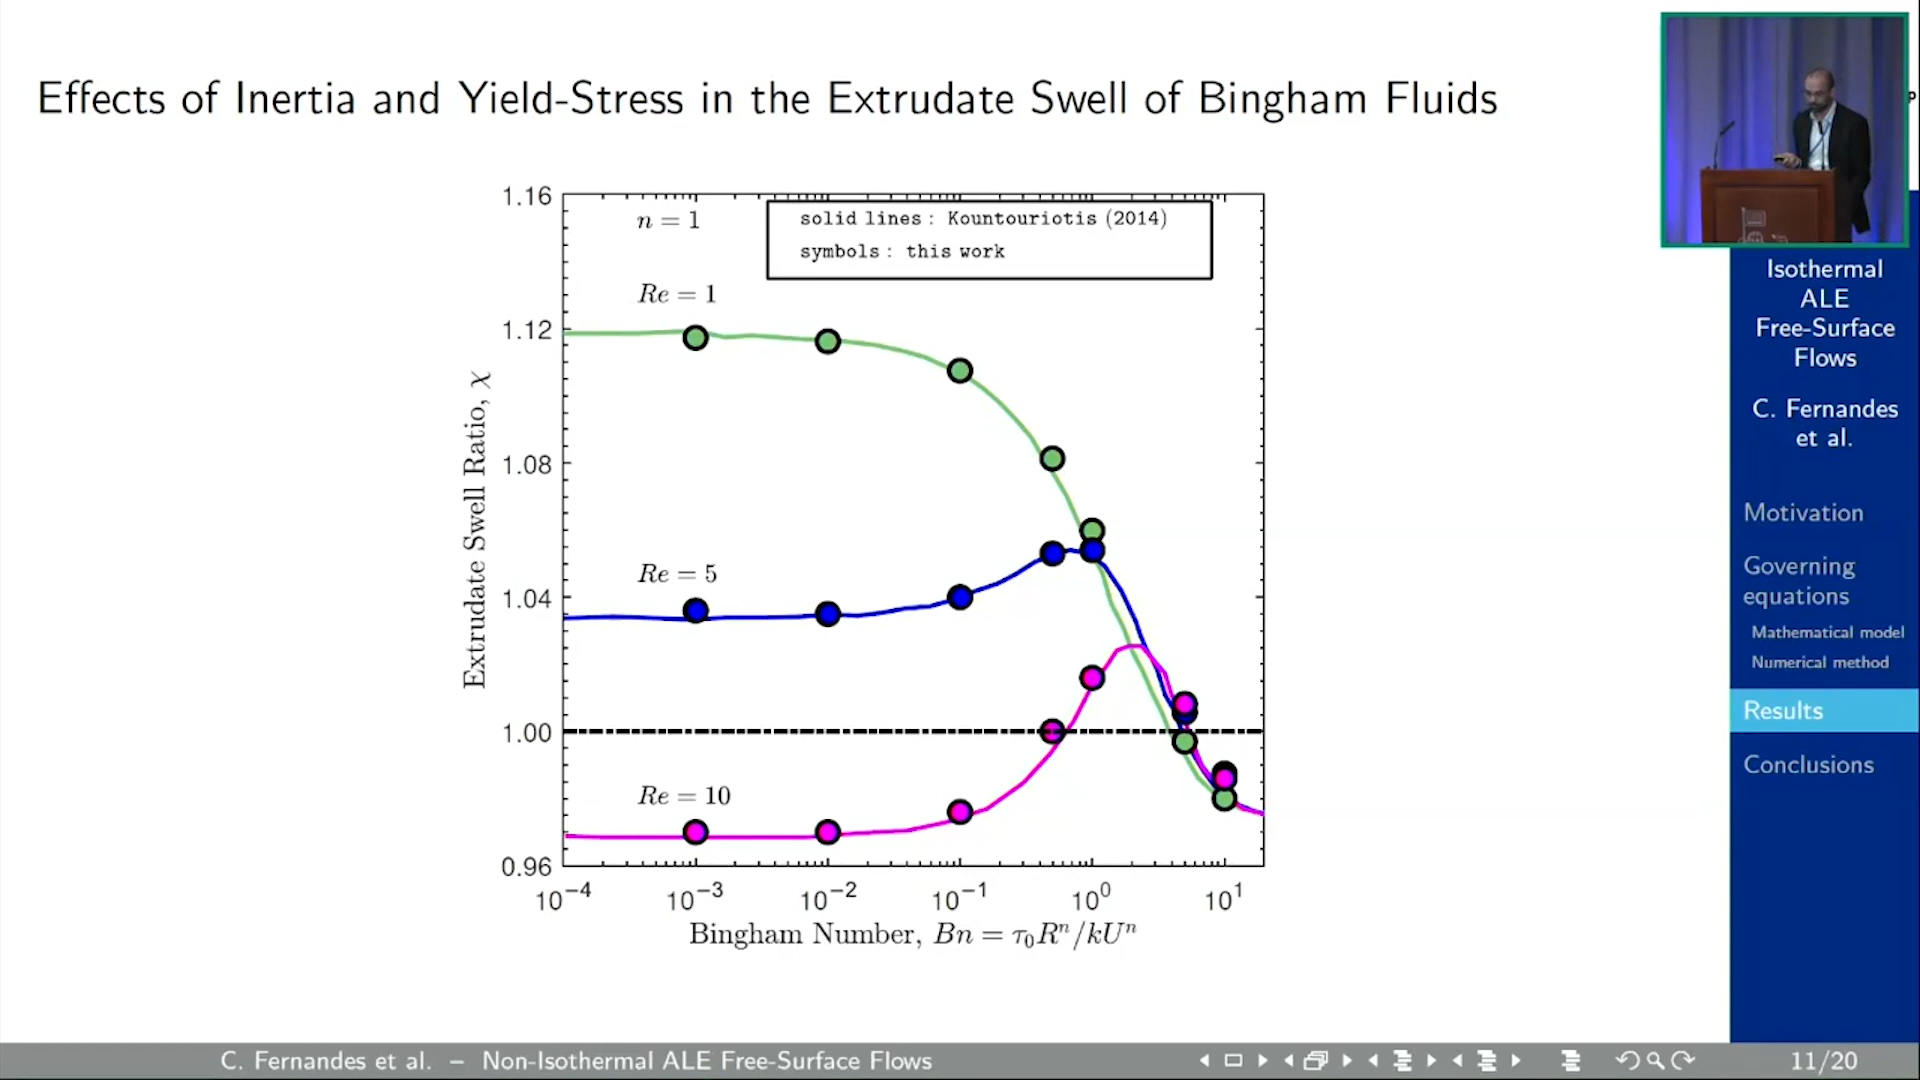 Effects of Inertia and Yield-Stress in the Extrudate Swell of Bingham Fluids
P
1.16
n = 1
solid lines : Kountouriotis (2014)
symbols : this work
Re = 1
1.12
1.08
Extrudate Swell Ratio, χ
Re = 5
1.04
1.00
Re = 10
0.96
10⁻⁴ 10⁻³ 10⁻² 10⁻¹ 10⁰ 10¹
Bingham Number, Bn = τ₀Rⁿ/kUⁿ
Isothermal
ALE
Free-Surface
Flows
C. Fernandes
et al.
Motivation
Governing
equations
Mathematical model
Numerical method
Results
Conclusions
C. Fernandes et al. – Non-Isothermal ALE Free-Surface Flows
11/20